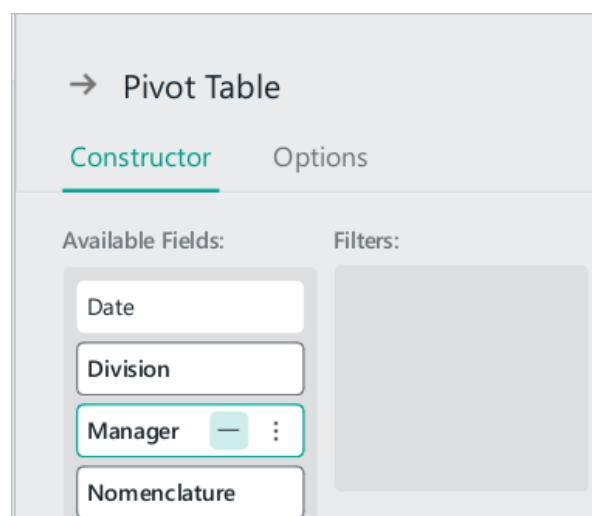 Pivot Table
Constructor Options
Available Fields: Filters:
Date
Division
Manager
Nomenclature